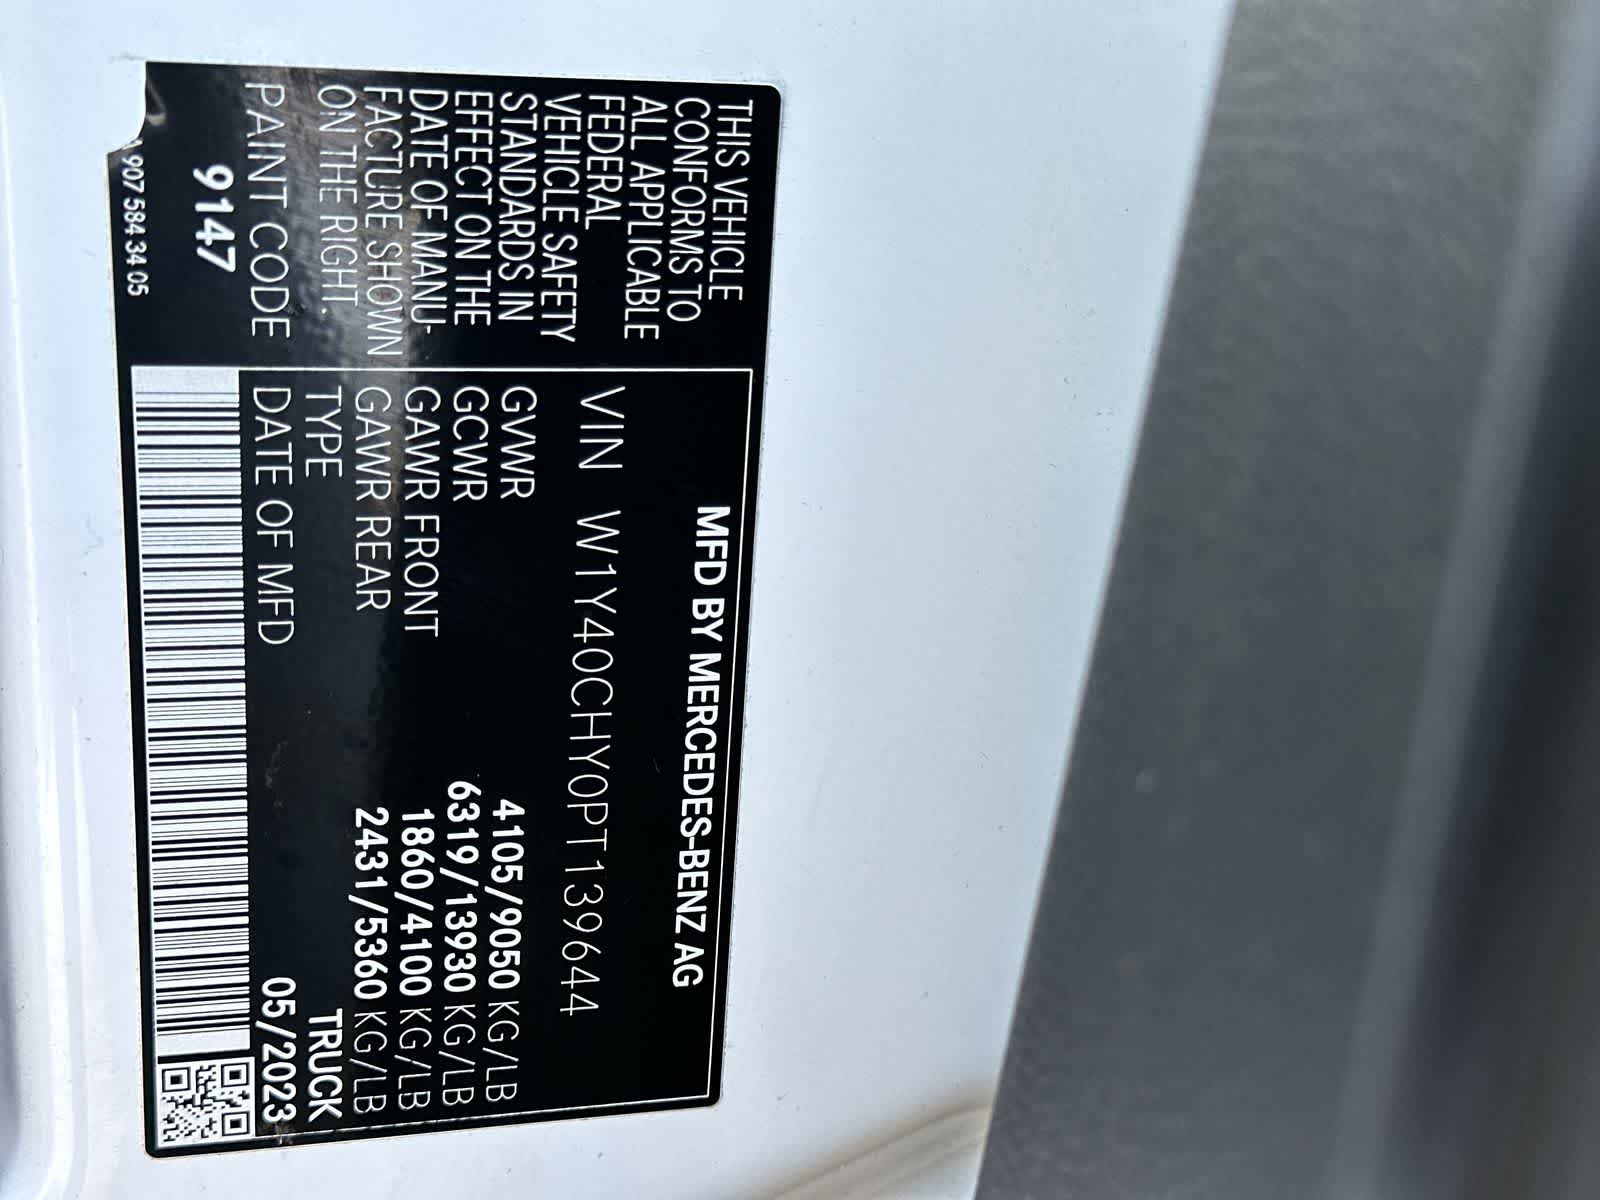 MFD BY MERCEDES-BENZ AG
THIS VEHICLE
CONFORMS TO
ALL APPLICABLE
FEDERAL
VEHICLE SAFETY
STANDARDS IN
EFFECT ON THE
DATE OF MANU-
FACTURE SHOWN
ON THE RIGHT.
PAINT CODE
9147
907 584 34 05
VIN W1Y40CHY0PT139644
GVWR 4105/9050 KG/LB
GCWR 6319/13930 KG/LB
GAWR FRONT 1860/4100 KG/LB
GAWR REAR 2431/5360 KG/LB
TYPE TRUCK
DATE OF MFD 05/2023